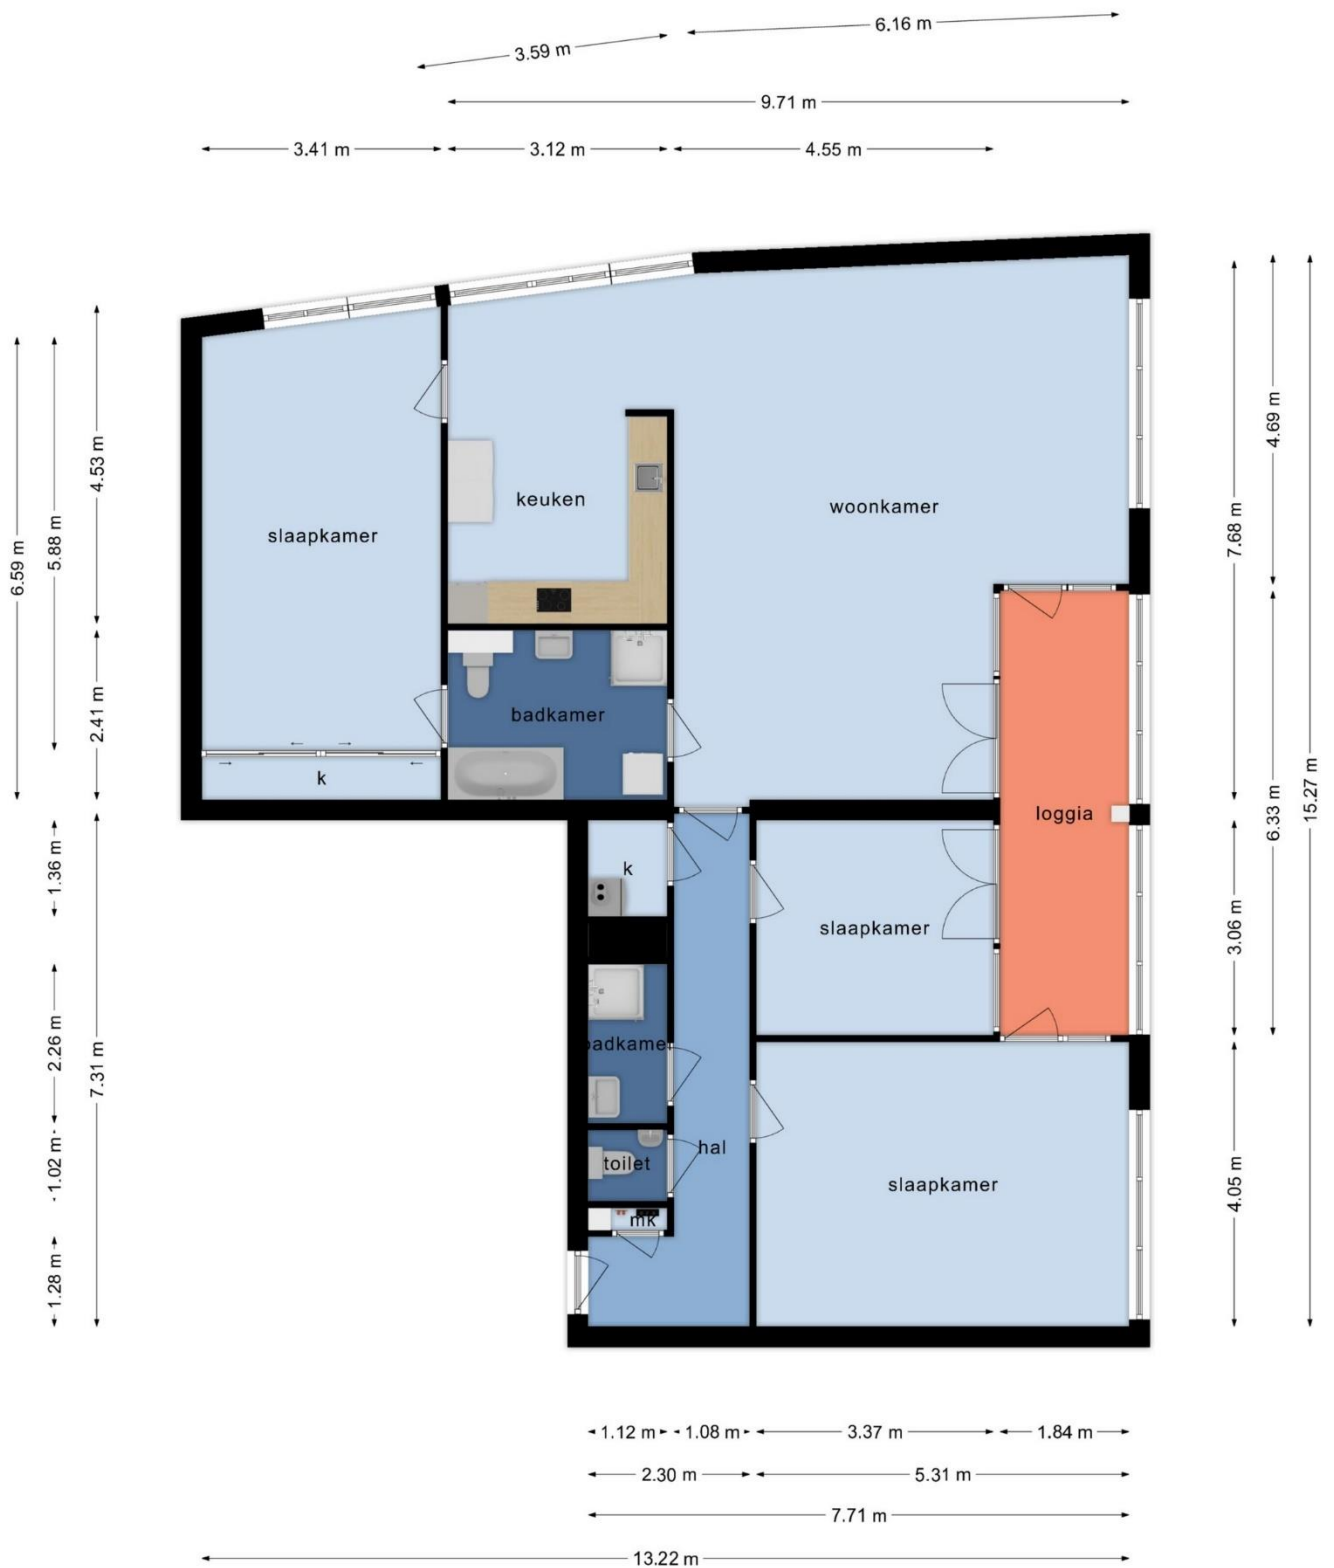 6.16 m
3.59 m
9.71 m
3.41 m
3.12 m
4.55 m
6.59 m
5.88 m
4.53 m
2.41 m
7.68 m
4.69 m
15.27 m
6.33 m
keuken
woonkamer
slaapkamer
badkamer
k
loggia
1.36 m
k
slaapkamer
3.06 m
2.26 m
7.31 m
badkamer
hal
1.02 m
toilet
slaapkamer
4.05 m
mk
1.28 m
1.12 m
1.08 m
3.37 m
1.84 m
2.30 m
5.31 m
7.71 m
13.22 m